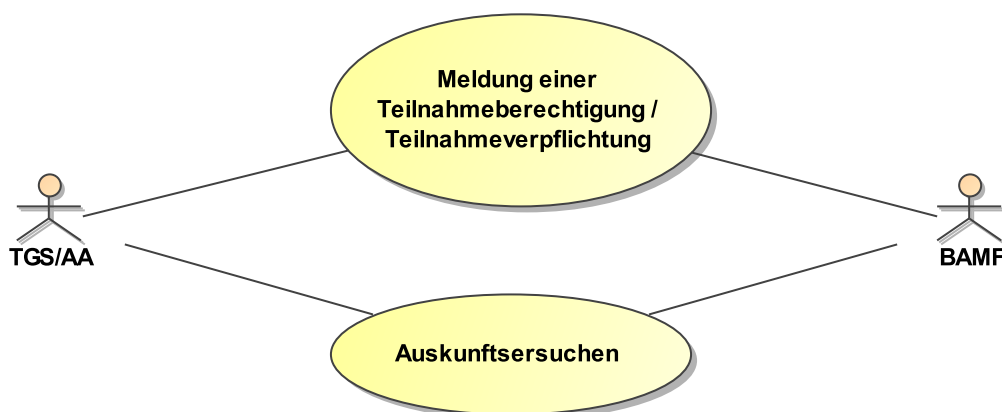 Meldung einer
Teilnahmeberechtigung /
Teilnahmeverpflichtung
TGS/AA
BAMF
Auskunftsersuchen